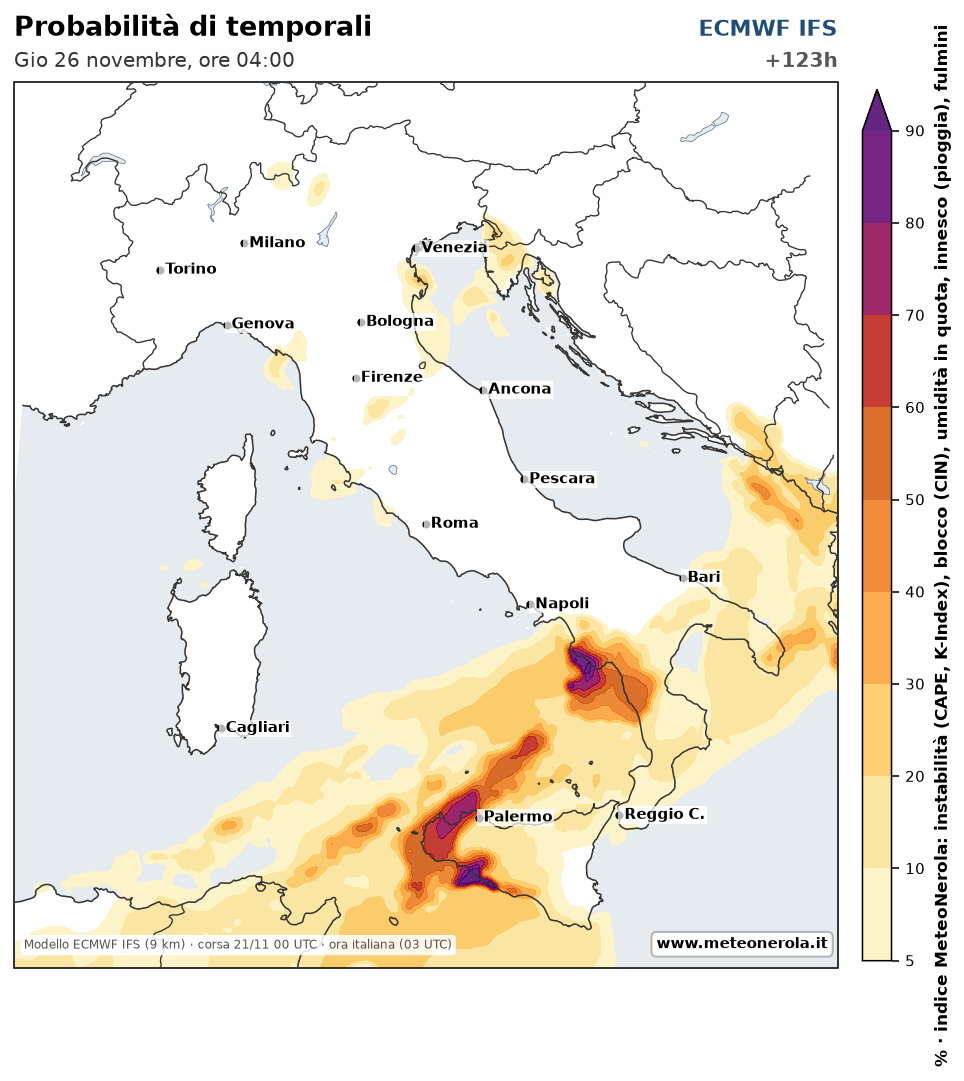 Probabilità di temporali
ECMWF IFS
Gio 26 novembre, ore 04:00
+123h
Venezia
Milano
Torino
Genova
Bologna
Firenze
Ancona
Pescara
Roma
Bari
Napoli
Cagliari
Palermo
Reggio C.
Modello ECMWF IFS (9 km) · corsa 21/11 00 UTC · ora italiana (03 UTC)
www.meteonerola.it
90
80
70
60
50
40
30
20
10
5
% · indice MeteoNerola: instabilità (CAPE, K-Index), blocco (CIN), umidità in quota, innesco (pioggia), fulmini